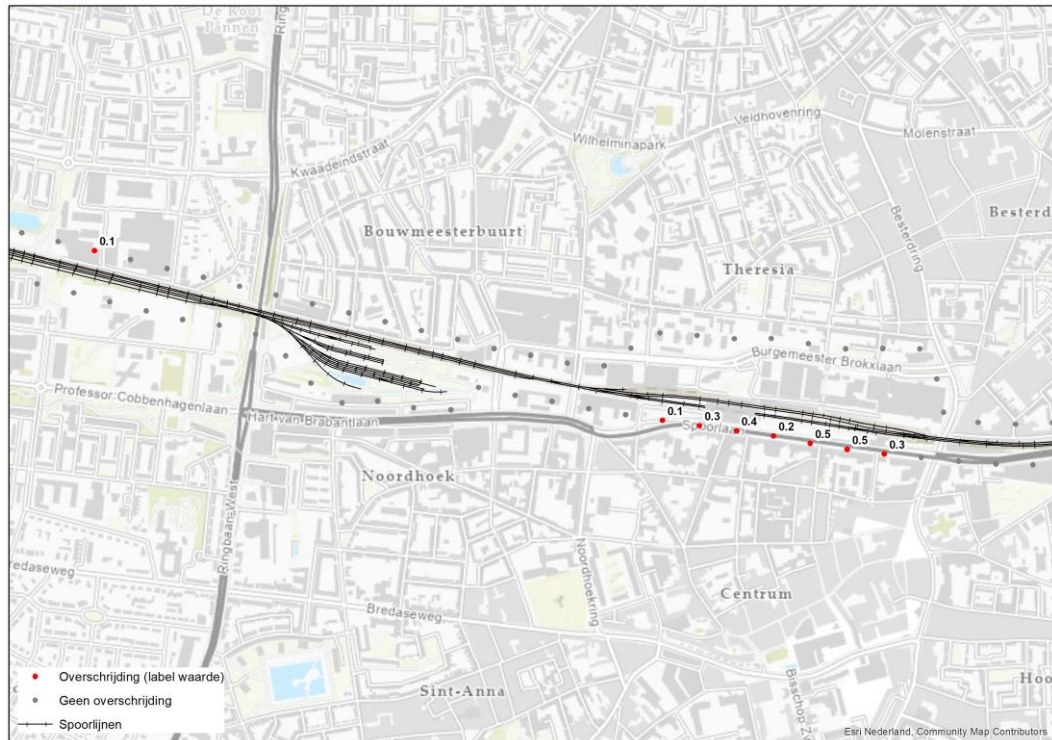 De Rooi
Pannen
Ring
Veldhovenring
Molenstraat
Wilhelminapark
Kwaadeindstraat
Besterd
Besterdring
Bouwmeesterbuurt
0.1
Theresia
Burgemeester Brokxlaan
Professor Cobbenhagenlaan
Hart van Brabantlaan
0.1
0.3
Spoorlaan
0.4
0.2
0.5
0.5
0.3
Noordhoek
Ringbaan-West
Noordhoekring
redaseweg
Bredaseweg
Centrum
Overschrijding (label waarde)
Geen overschrijding
Spoorlijnen
Sint-Anna
Bisschop Zw
Hoo
Esri Nederland, Community Map Contributors